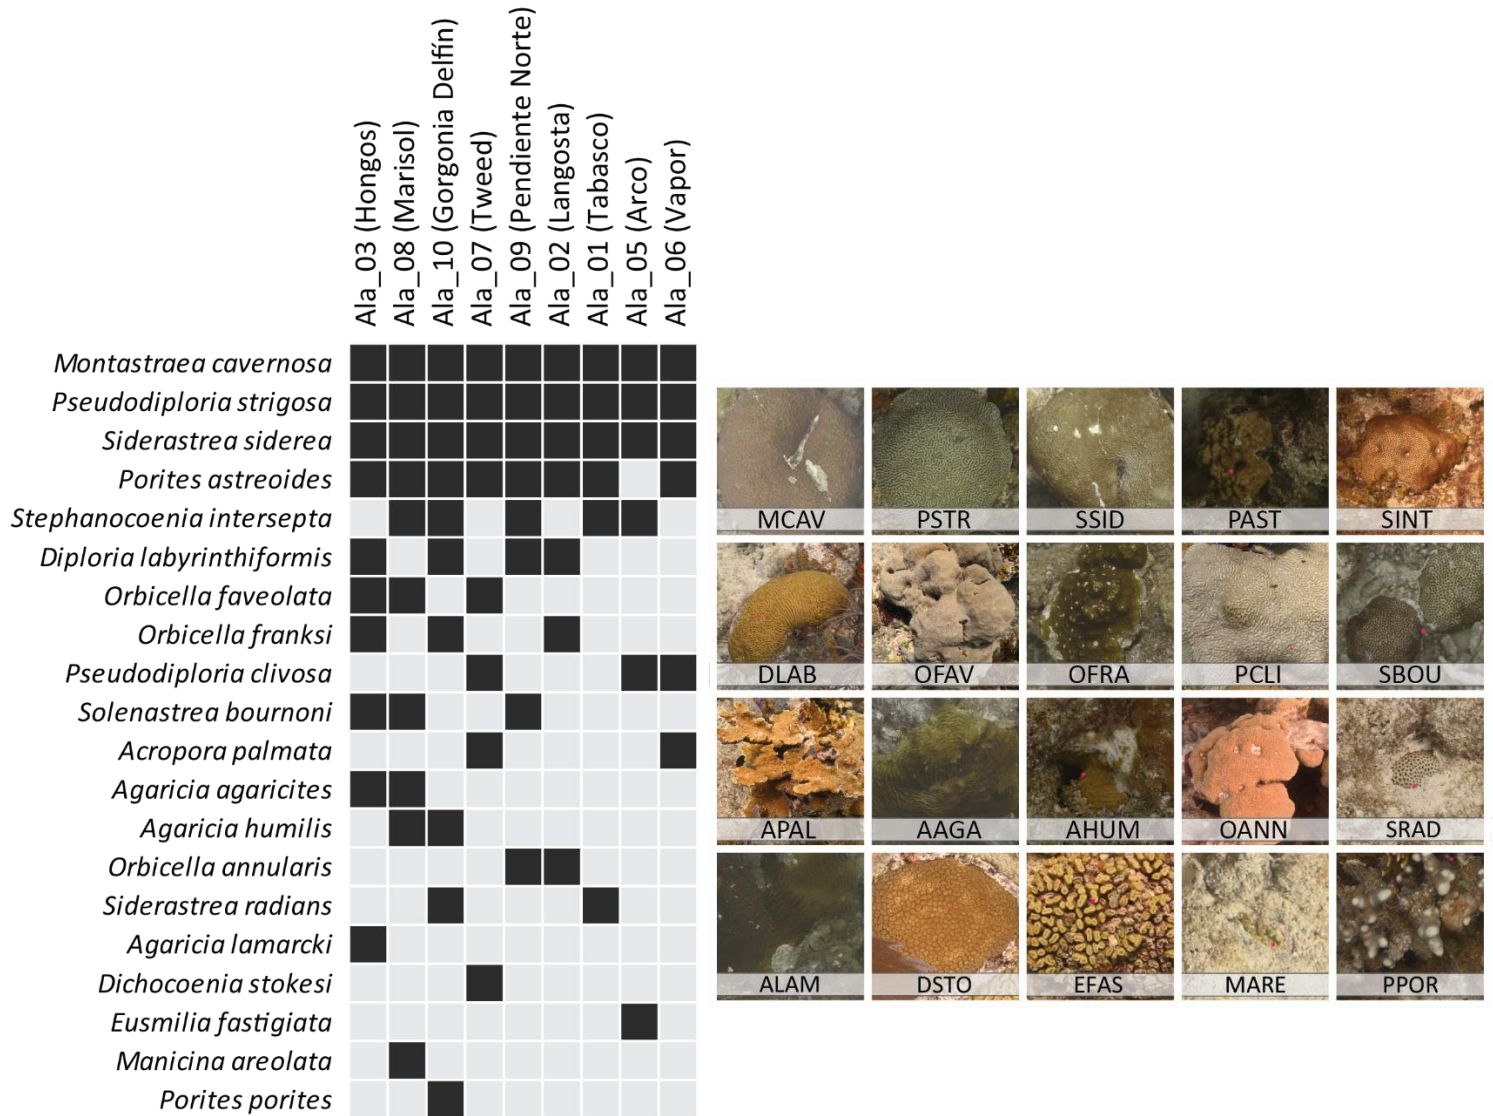 Ala_03 (Hongos)
Ala_08 (Marisol)
Ala_10 (Gorgonia Delfín)
Ala_07 (Tweed)
Ala_09 (Pendiente Norte)
Ala_02 (Langosta)
Ala_01 (Tabasco)
Ala_05 (Arco)
Ala_06 (Vapor)
Montastraea cavernosa
Pseudodiploria strigosa
Siderastrea siderea
Porites astreoides
Stephanocoenia intersepta
Diploria labyrinthiformis
Orbicella faveolata
Orbicella franksi
Pseudodiploria clivosa
Solenastrea bournoni
Acropora palmata
Agaricia agaricites
Agaricia humilis
Orbicella annularis
Siderastrea radians
Agaricia lamarcki
Dichocoenia stokesi
Eusmilia fastigiata
Manicina areolata
Porites porites
MCAV PSTR SSID PAST SINT
DLAB OFAV OFRA PCLI SBOU
APAL AAGA AHUM OANN SRAD
ALAM DSTO EFAS MARE PPOR